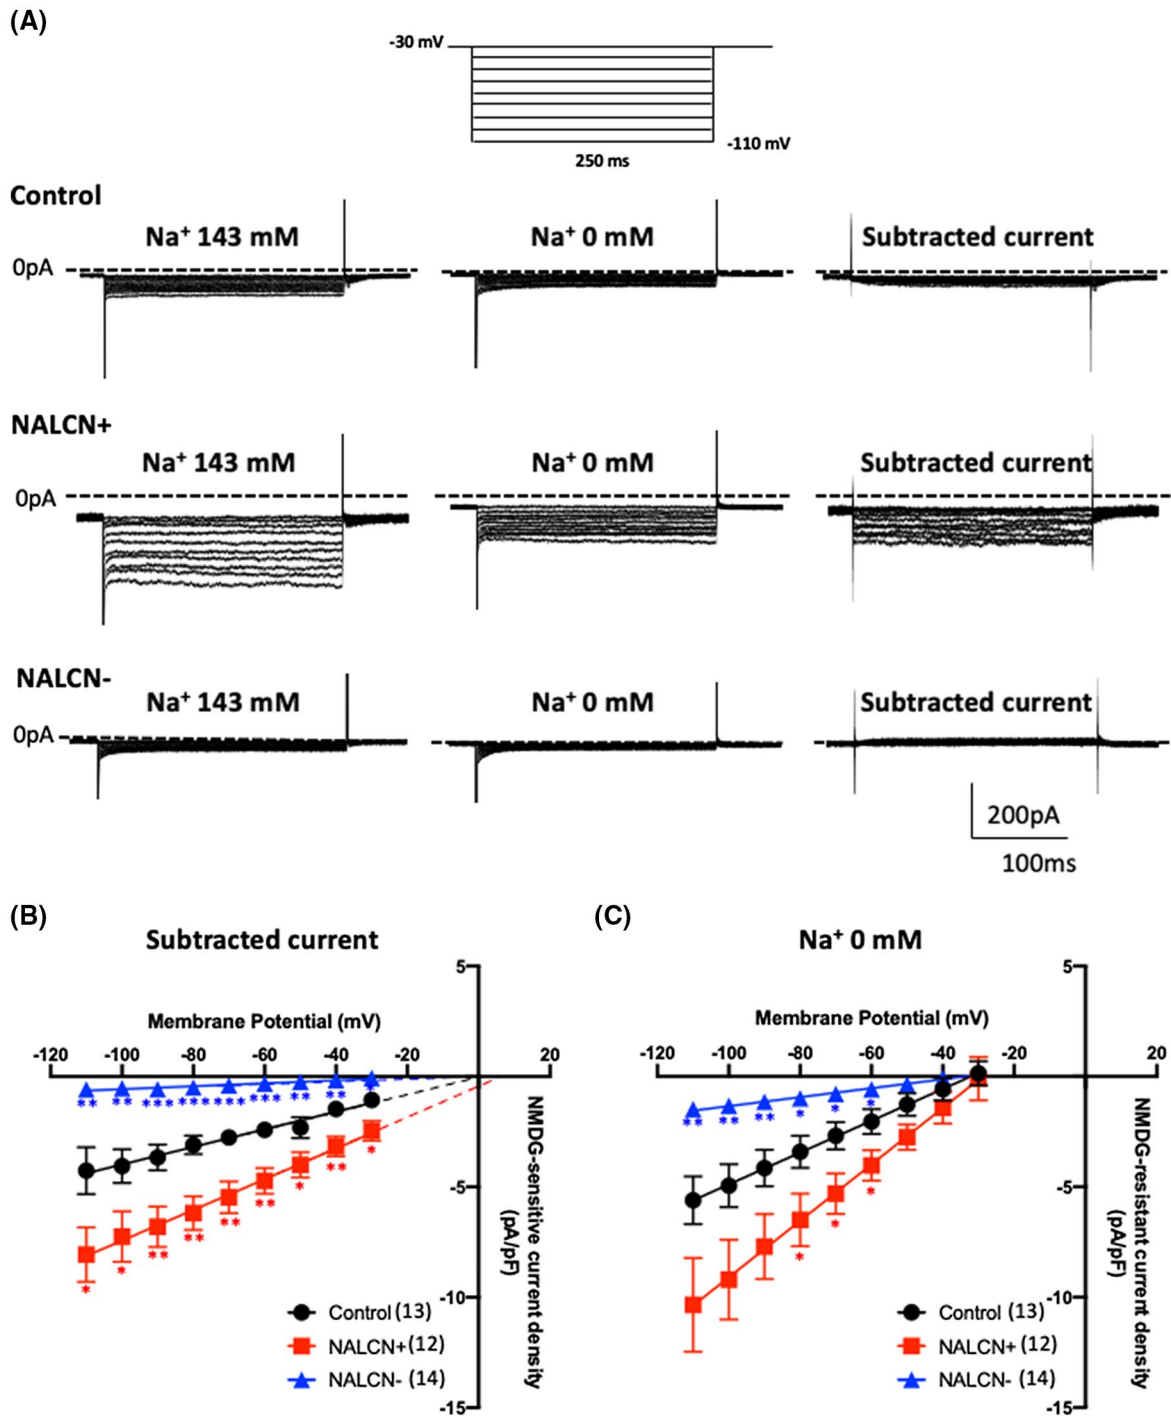 (A)
-30 mV
-110 mV
250 ms
Control
Na+ 143 mM
Na+ 0 mM
Subtracted current
0pA
NALCN+
Na+ 143 mM
Na+ 0 mM
Subtracted current
0pA
NALCN-
Na+ 143 mM
Na+ 0 mM
Subtracted current
0pA
200pA
100ms
(B)
Subtracted current
5
Membrane Potential (mV)
-120 -100 -80 -60 -40 -20 20
** ** *** *** *** *** ** ** *
-5
-10
-15
* * ** ** ** ** * ** *
NMDG-sensitive current density
(pA/pF)
Control (13)
NALCN+ (12)
NALCN- (14)
(C)
Na+ 0 mM
5
Membrane Potential (mV)
-120 -100 -80 -60 -40 -20 20
** ** ** * * *
-5
-10
-15
* * *
NMDG-resistant current density
(pA/pF)
Control (13)
NALCN+ (12)
NALCN- (14)